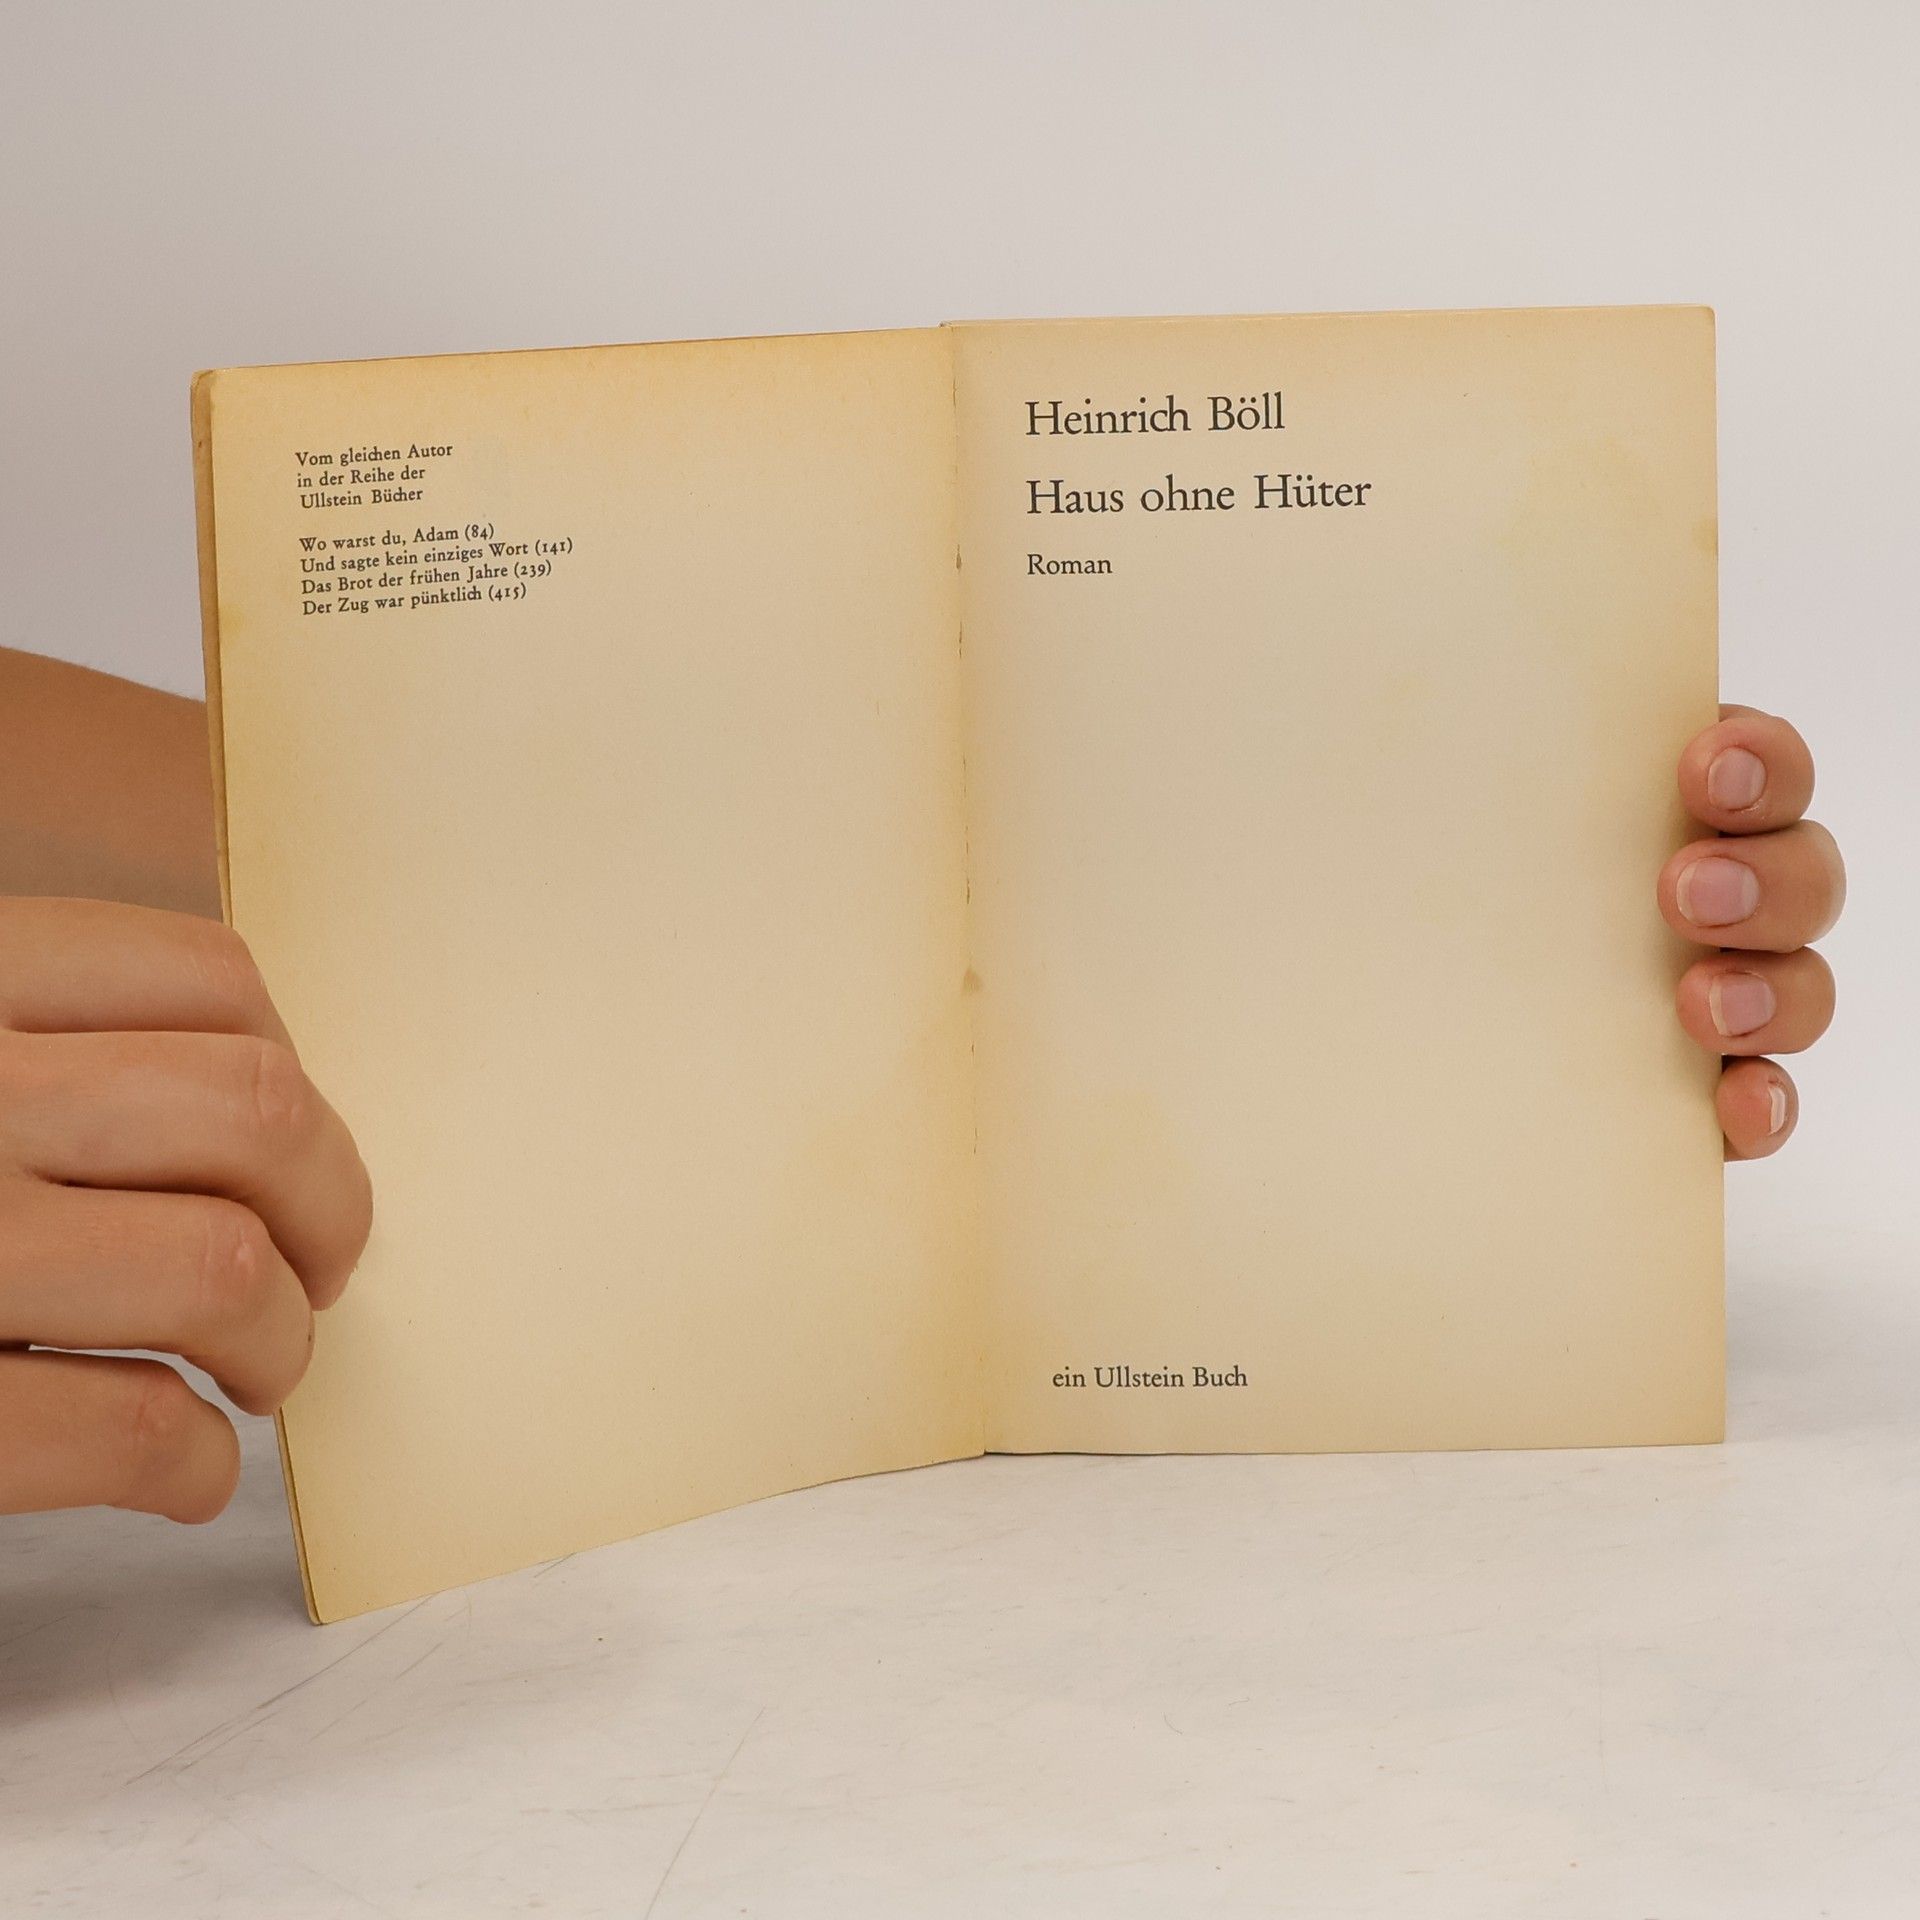 Vom gleichen Autor
in der Reihe der
Ullstein Bücher
Wo warst du, Adam (84)
Und sagte kein einziges Wort (141)
Das Brot der frühen Jahre (239)
Der Zug war pünktlich (415)
Heinrich Böll
Haus ohne Hüter
Roman
ein Ullstein Buch